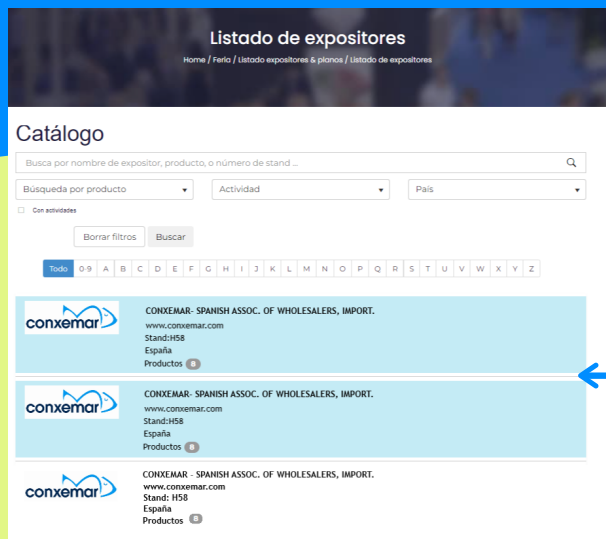 Listado de expositores
Home / Feria / Listado expositores & planos / Listado de expositores
Catálogo
Busca por nombre de expositor, producto, o número de stand ...
Búsqueda por producto Actividad País
Con actividades
Borrar filtros Buscar
Todo 0-9 A B C D E F G H I J K L M N O P Q R S T U V W X Y Z
conxemar
CONXEMAR- SPANISH ASSOC. OF WHOLESALERS, IMPORT.
www.conxemar.com
Stand:H58
España
Productos 8
conxemar
CONXEMAR- SPANISH ASSOC. OF WHOLESALERS, IMPORT.
www.conxemar.com
Stand:H58
España
Productos 8
conxemar
CONXEMAR - SPANISH ASSOC. OF WHOLESALERS, IMPORT.
www.conxemar.com
Stand: H58
España
Productos 8